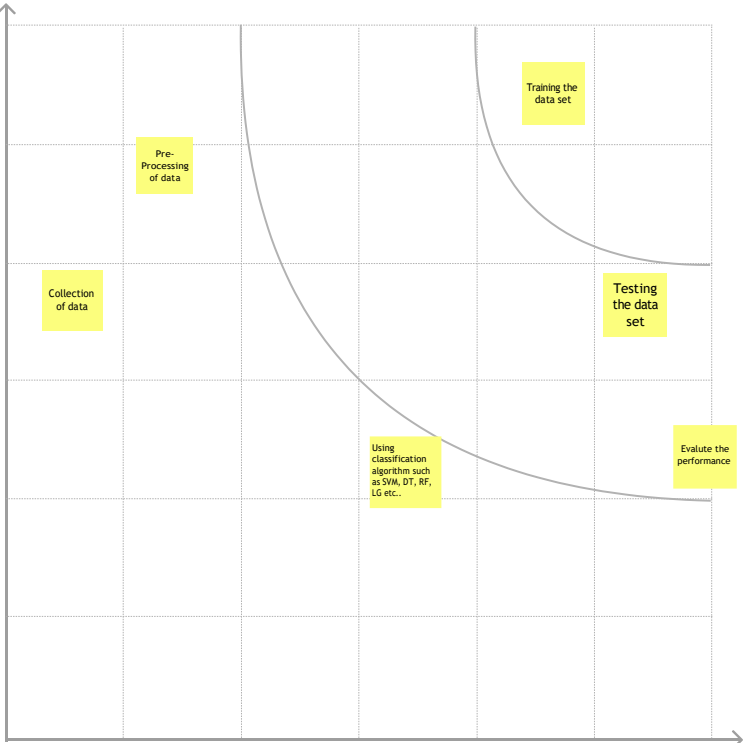 Training the
data set
Pre-
Processing
of data
Collection
of data
Testing
the data
set
Using
classification
algorithm such
as SVM, DT, RF,
LG etc..
Evalute the
performance